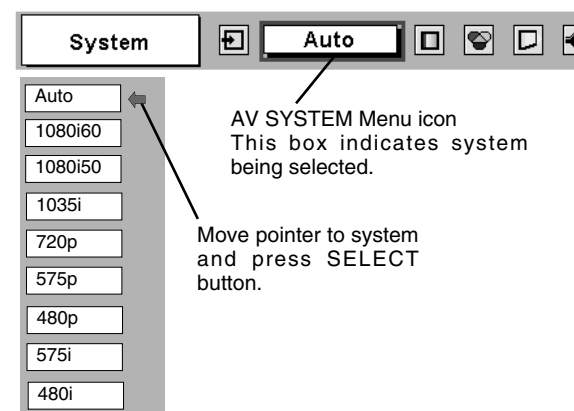 System
Auto
Auto
1080i60
1080i50
1035i
720p
575p
480p
575i
480i
AV SYSTEM Menu icon
This box indicates system
being selected.
Move pointer to system
and press SELECT
button.